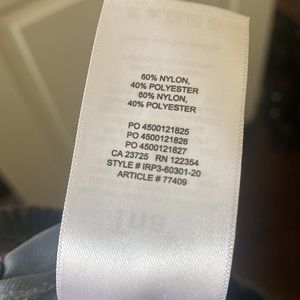 60% NYLON,
40% POLYESTER
60% NYLON,
40% POLYESTER
PO 4500121825
PO 4500121826
PO 4500121827
CA 23725 RN 122354
STYLE # IRP3-60301-20
ARTICLE # 77409